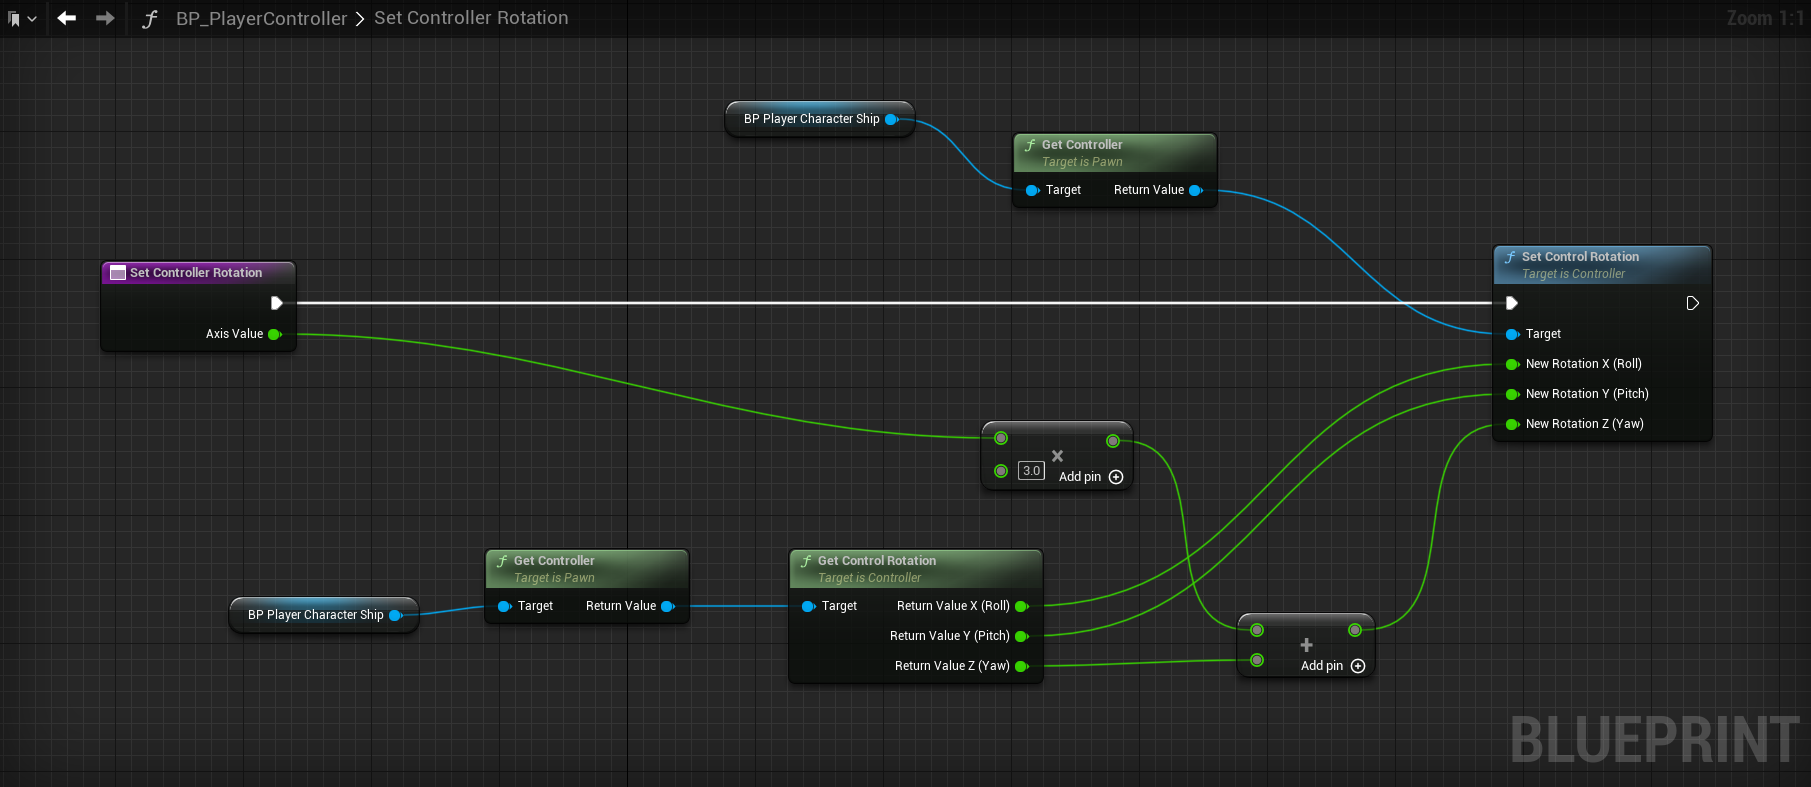 BP_PlayerController > Set Controller Rotation
Zoom 1:1
BP Player Character Ship
Get Controller
Target is Pawn
Target Return Value
Set Controller Rotation
Axis Value
Set Control Rotation
Target is Controller
Target
New Rotation X (Roll)
New Rotation Y (Pitch)
New Rotation Z (Yaw)
3.0
Add pin
BP Player Character Ship
Get Controller
Target is Pawn
Target Return Value
Get Control Rotation
Target is Controller
Target Return Value X (Roll)
Return Value Y (Pitch)
Return Value Z (Yaw)
Add pin
BLUEPRINT